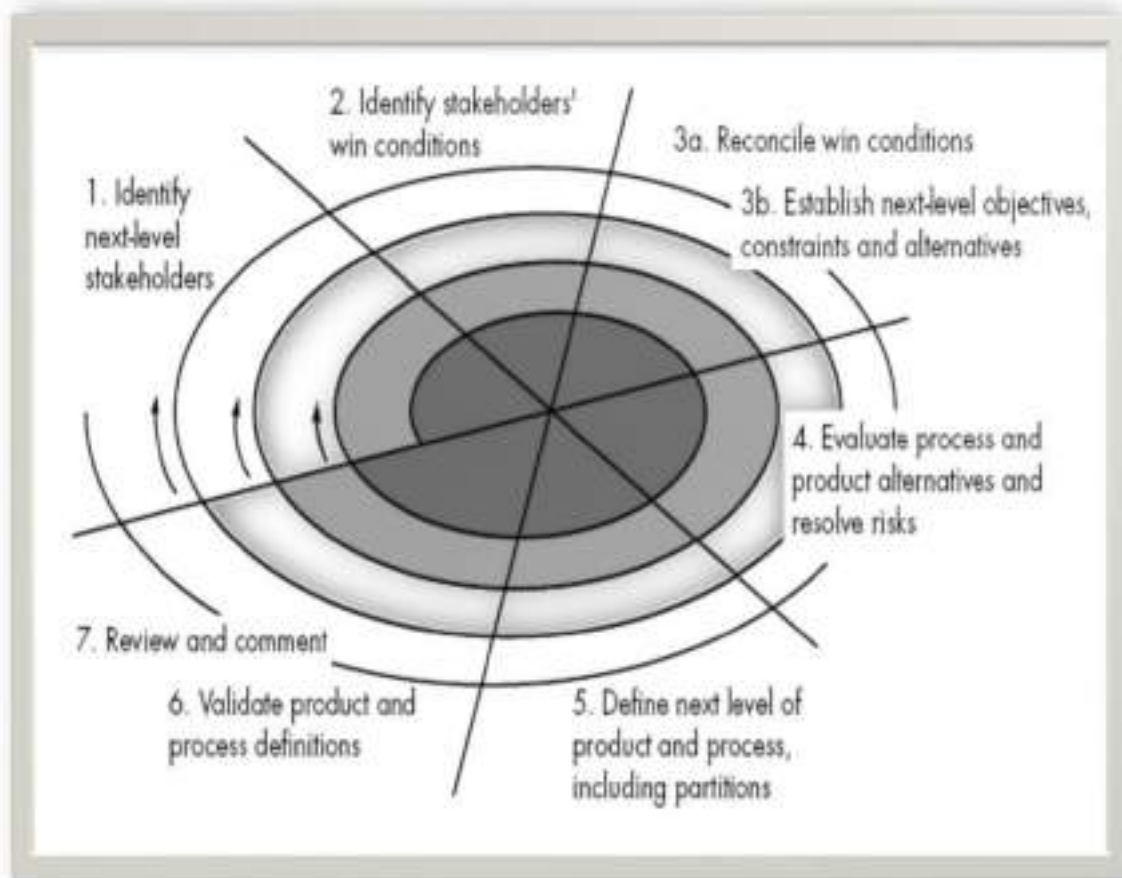 1. Identify
next-level
stakeholders
2. Identify stakeholders'
win conditions
3a. Reconcile win conditions
3b. Establish next-level objectives,
constraints and alternatives
4. Evaluate process and
product alternatives and
resolve risks
5. Define next level of
product and process,
including partitions
6. Validate product and
process definitions
7. Review and comment